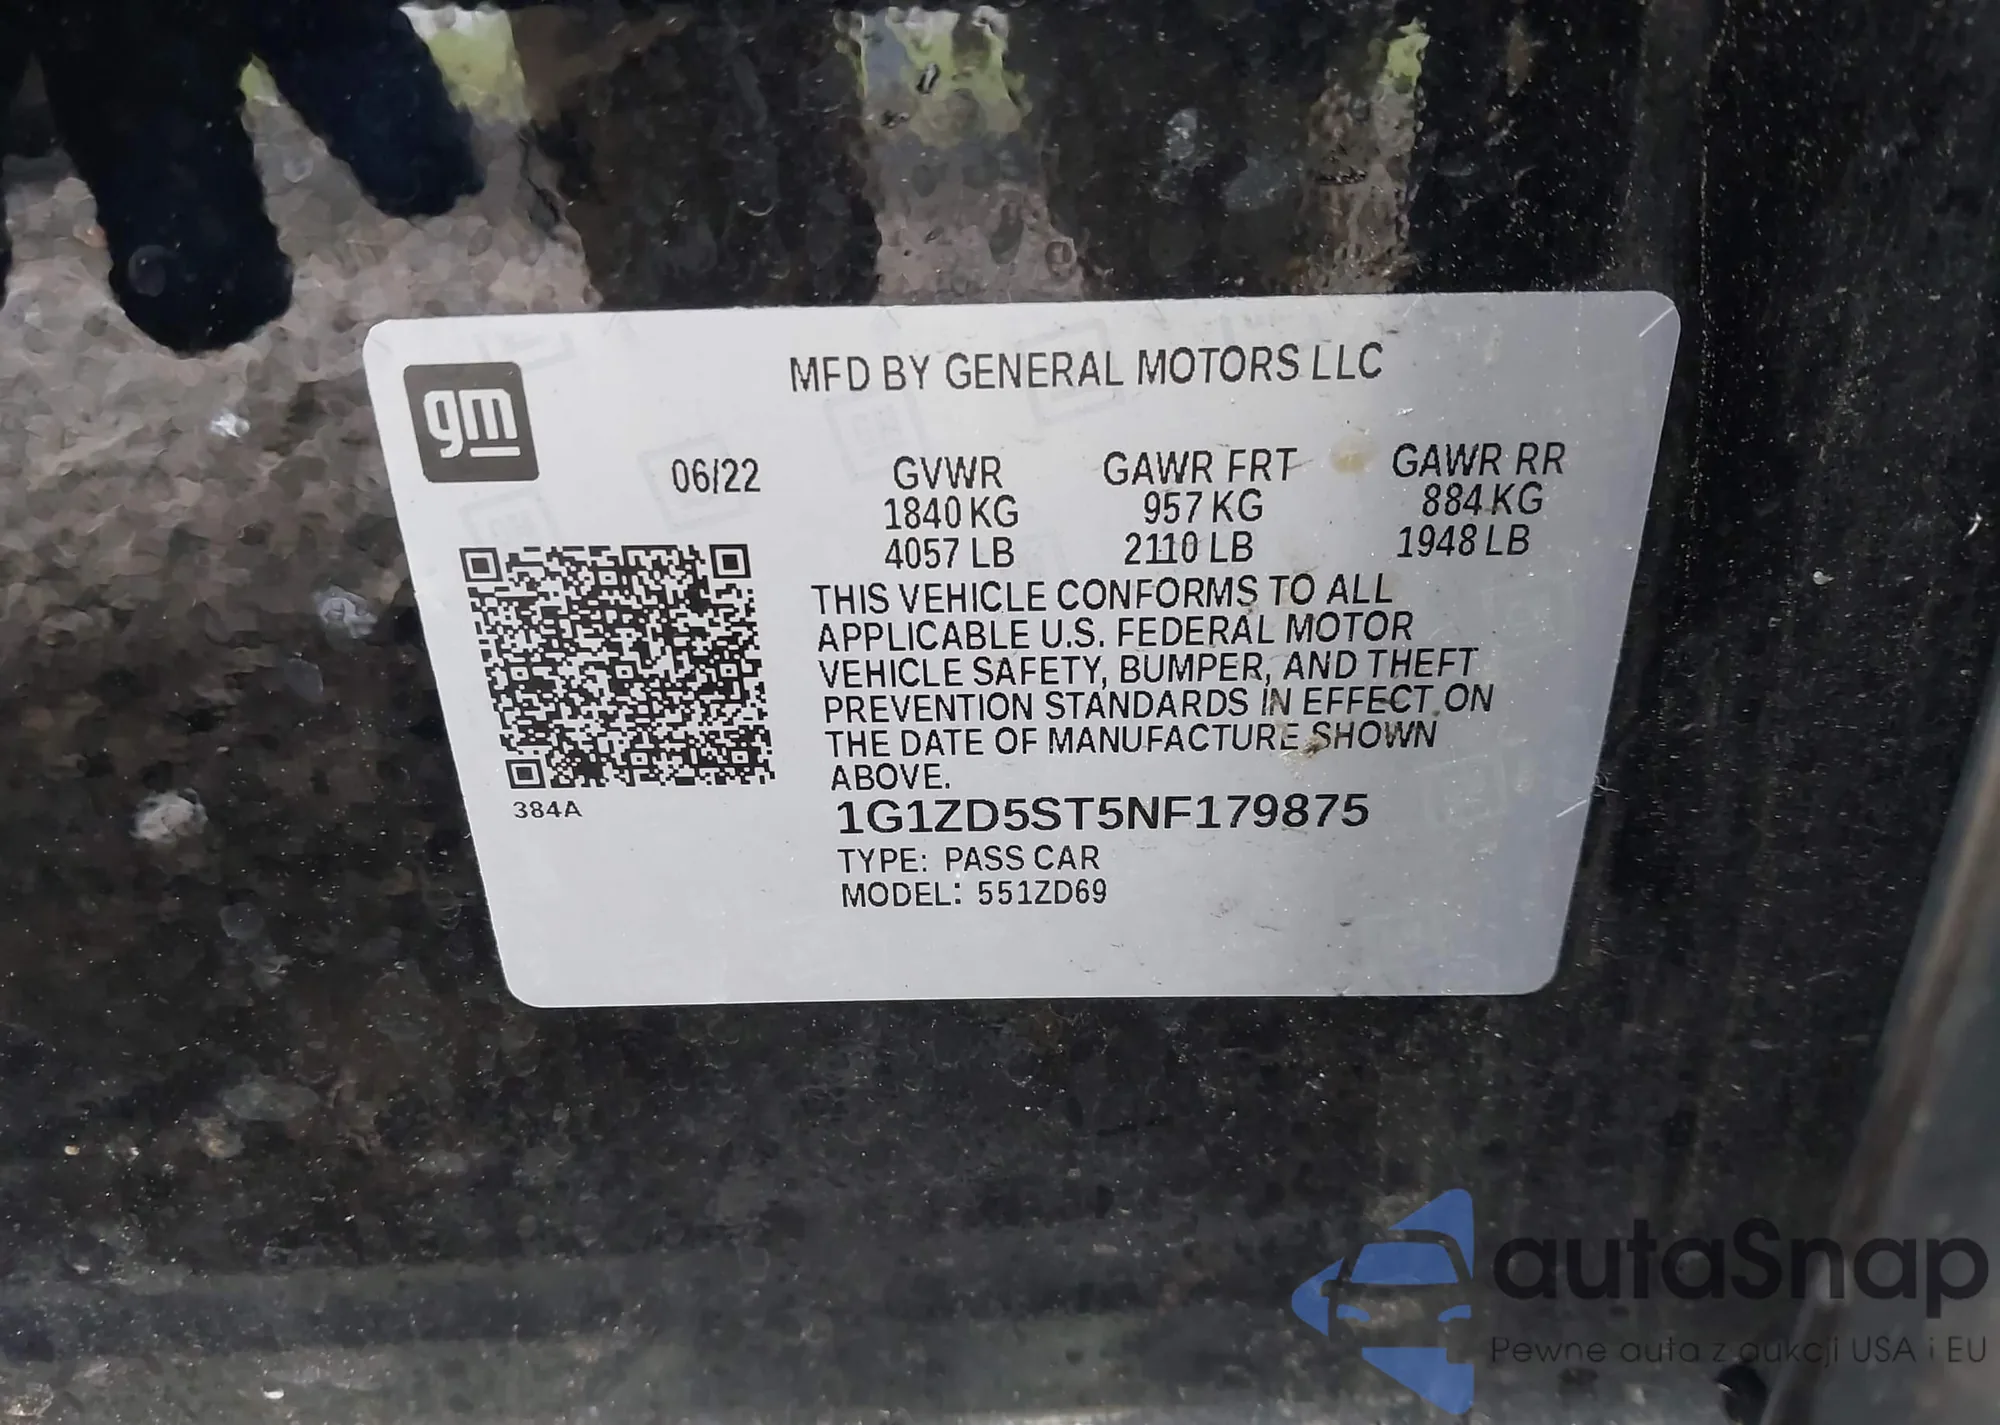 gm
MFD BY GENERAL MOTORS LLC
06/22 GVWR GAWR FRT GAWR RR
1840 KG 957 KG 884 KG
4057 LB 2110 LB 1948 LB
THIS VEHICLE CONFORMS TO ALL
APPLICABLE U.S. FEDERAL MOTOR
VEHICLE SAFETY, BUMPER, AND THEFT
PREVENTION STANDARDS IN EFFECT ON
THE DATE OF MANUFACTURE SHOWN
ABOVE.
384A
1G1ZD5ST5NF179875
TYPE: PASS CAR
MODEL: 551ZD69
autaSnap
Pewne auta z aukcji USA i EU